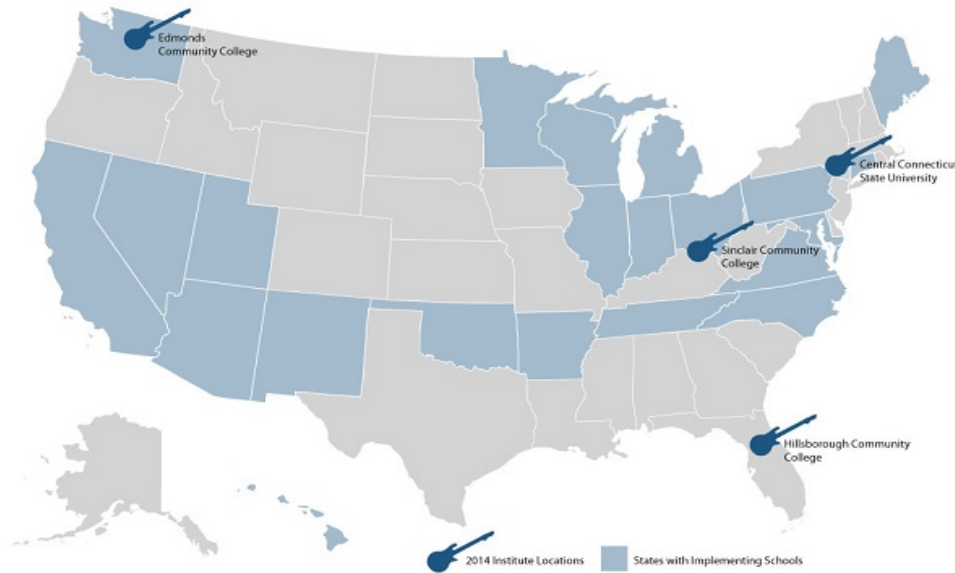 Edmonds
Community College
Central Connecticu
State University
Sinclair Community
College
Hillsborough Community
College
2014 Institute Locations
States with Implementing Schools